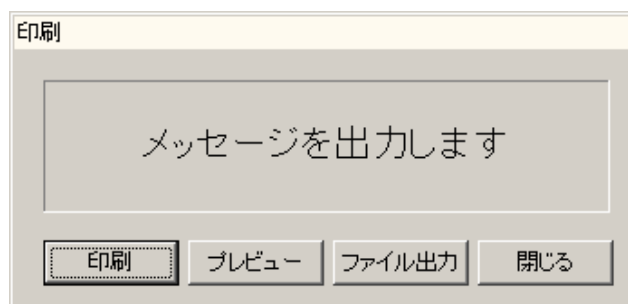 印刷
メッセージを出力します
印刷 プレビュー ファイル出力 閉じる